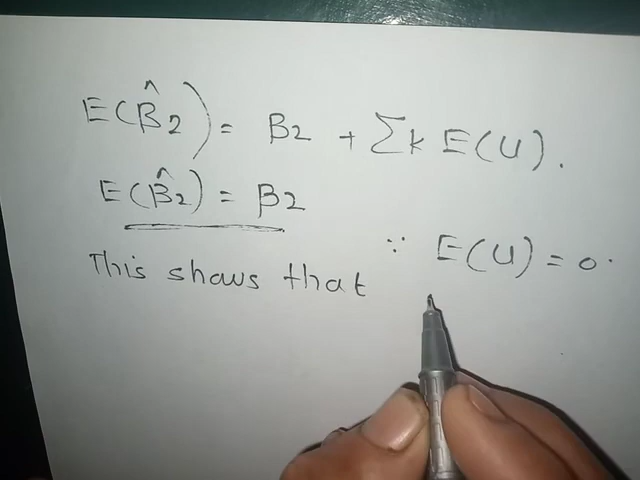 E(β̂2) = β2 + Σk E(U).
E(β̂2) = β2
∵ E(U) = 0.
This shows that